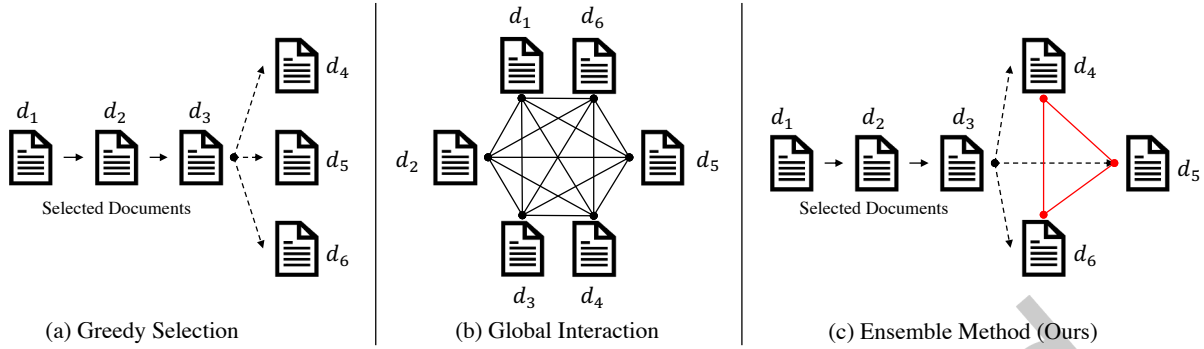 d₁ d₂ d₃ d₄ d₅ d₆
Selected Documents
(a) Greedy Selection
d₁ d₆
d₂ d₅
d₃ d₄
(b) Global Interaction
d₁ d₂ d₃ d₄ d₅ d₆
Selected Documents
(c) Ensemble Method (Ours)